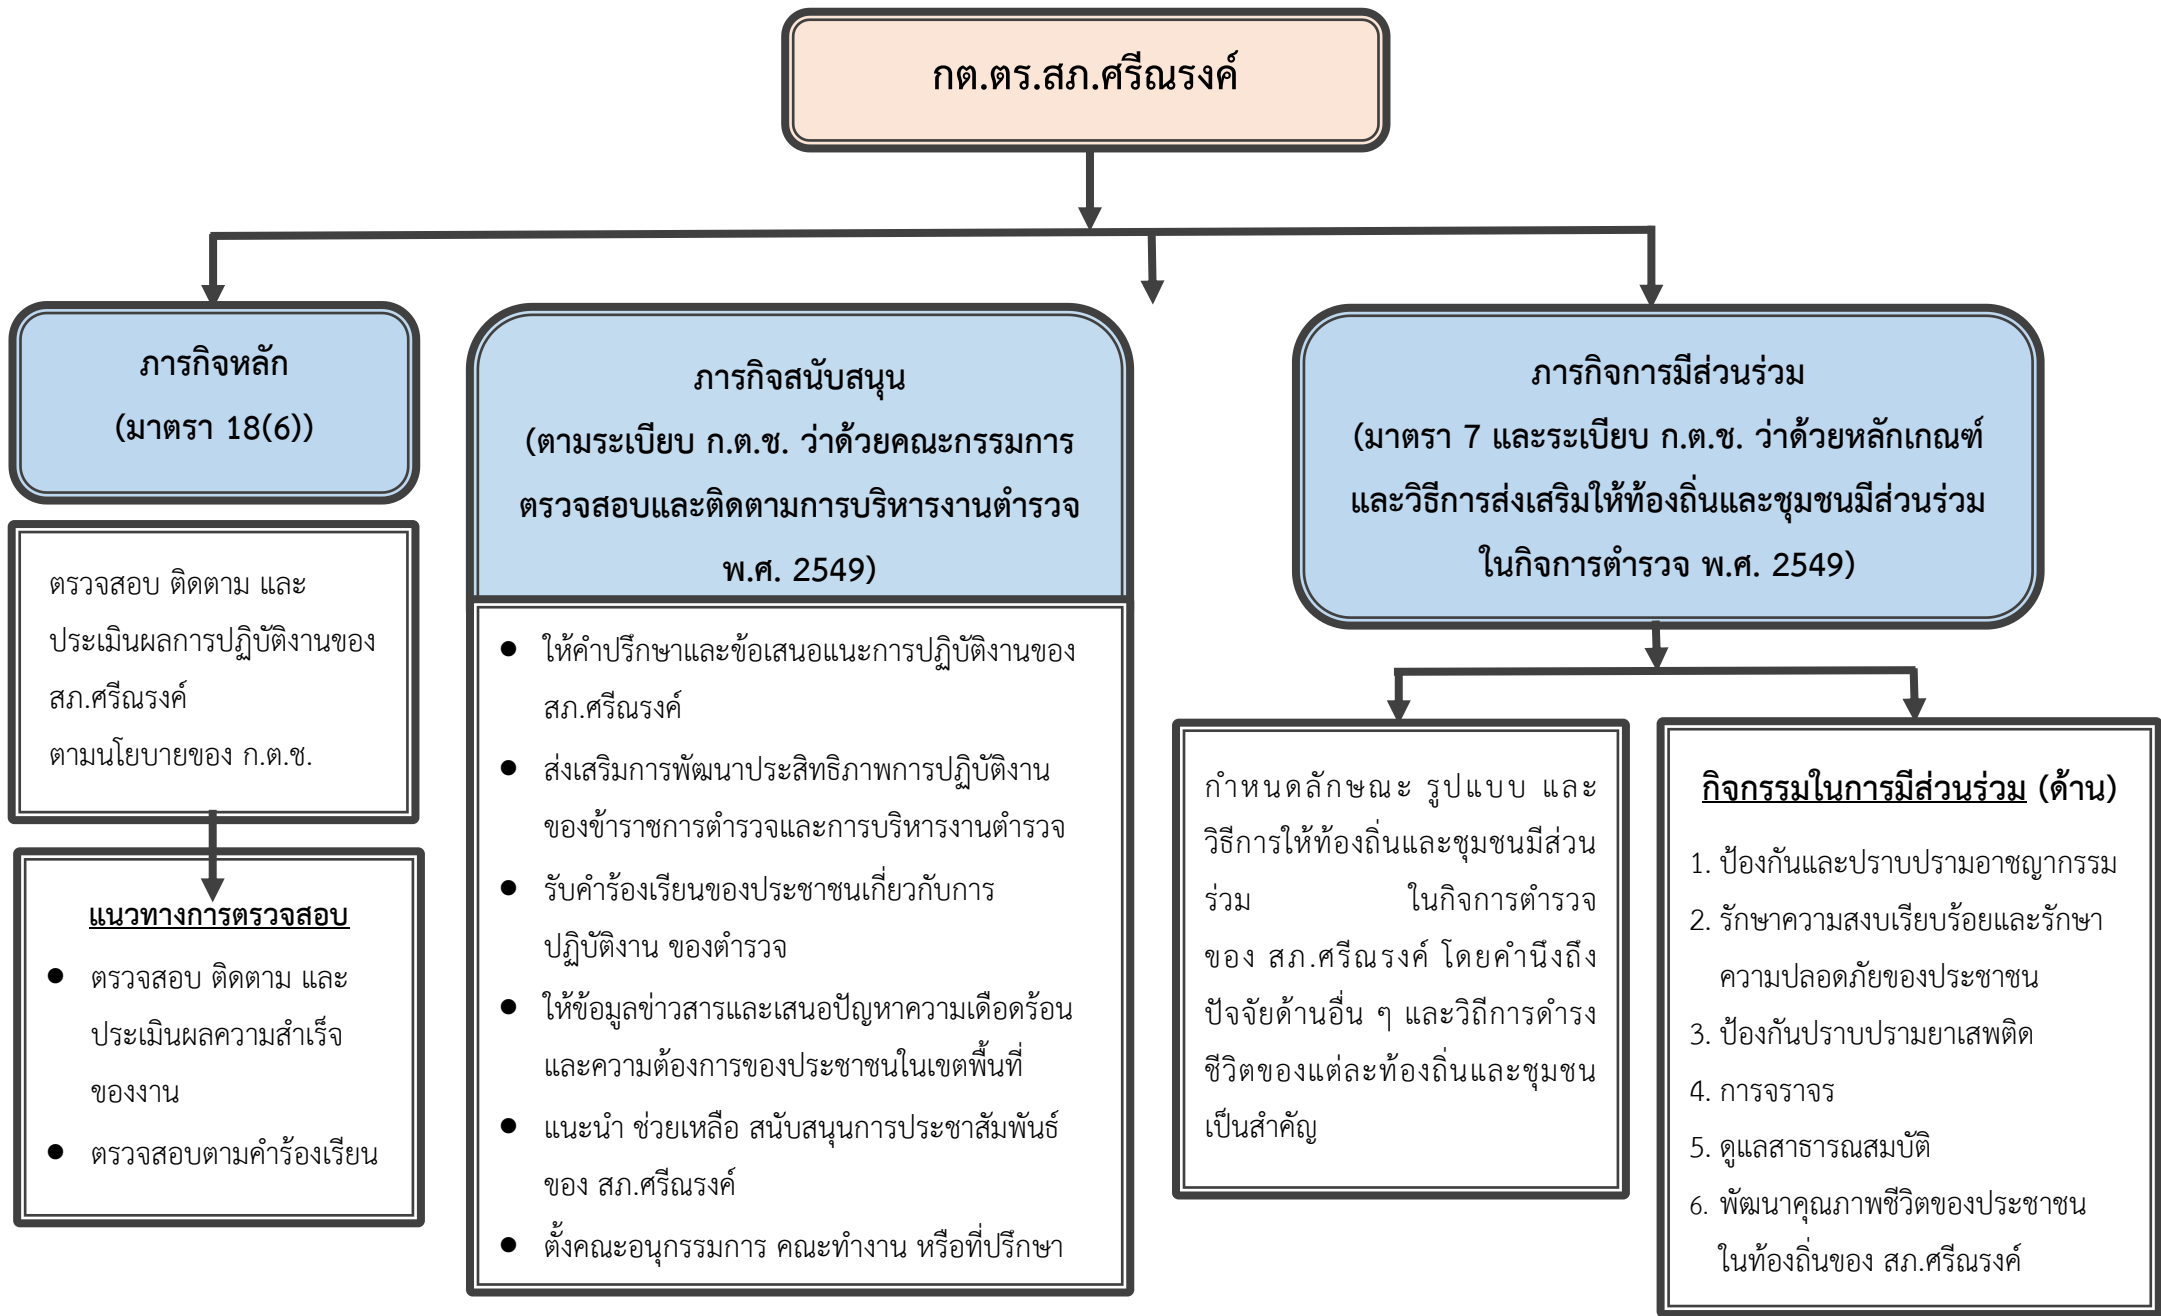 กต.ตร.สภ.ศรีณรงค์
ภารกิจหลัก
(มาตรา 18(6))
ตรวจสอบ ติดตาม และ
ประเมินผลการปฏิบัติงานของ
สภ.ศรีณรงค์
ตามนโยบายของ ก.ต.ช.
แนวทางการตรวจสอบ
● ตรวจสอบ ติดตาม และ
ประเมินผลความสำเร็จ
ของงาน
● ตรวจสอบตามคำร้องเรียน
ภารกิจสนับสนุน
(ตามระเบียบ ก.ต.ช. ว่าด้วยคณะกรรมการ
ตรวจสอบและติดตามการบริหารงานตำรวจ
พ.ศ. 2549)
● ให้คำปรึกษาและข้อเสนอแนะการปฏิบัติงานของ
สภ.ศรีณรงค์
● ส่งเสริมการพัฒนาประสิทธิภาพการปฏิบัติงาน
ของข้าราชการตำรวจและการบริหารงานตำรวจ
● รับคำร้องเรียนของประชาชนเกี่ยวกับการ
ปฏิบัติงาน ของตำรวจ
● ให้ข้อมูลข่าวสารและเสนอปัญหาความเดือดร้อน
และความต้องการของประชาชนในเขตพื้นที่
● แนะนำ ช่วยเหลือ สนับสนุนการประชาสัมพันธ์
ของ สภ.ศรีณรงค์
● ตั้งคณะอนุกรรมการ คณะทำงาน หรือที่ปรึกษา
ภารกิจการมีส่วนร่วม
(มาตรา 7 และระเบียบ ก.ต.ช. ว่าด้วยหลักเกณฑ์
และวิธีการส่งเสริมให้ท้องถิ่นและชุมชนมีส่วนร่วม
ในกิจการตำรวจ พ.ศ. 2549)
กำหนดลักษณะ รูปแบบ และ
วิธีการให้ท้องถิ่นและชุมชนมีส่วน
ร่วม ในกิจการตำรวจ
ของ สภ.ศรีณรงค์ โดยคำนึงถึง
ปัจจัยด้านอื่น ๆ และวิถีการดำรง
ชีวิตของแต่ละท้องถิ่นและชุมชน
เป็นสำคัญ
กิจกรรมในการมีส่วนร่วม (ด้าน)
1. ป้องกันและปราบปรามอาชญากรรม
2. รักษาความสงบเรียบร้อยและรักษา
ความปลอดภัยของประชาชน
3. ป้องกันปราบปรามยาเสพติด
4. การจราจร
5. ดูแลสาธารณสมบัติ
6. พัฒนาคุณภาพชีวิตของประชาชน
ในท้องถิ่นของ สภ.ศรีณรงค์